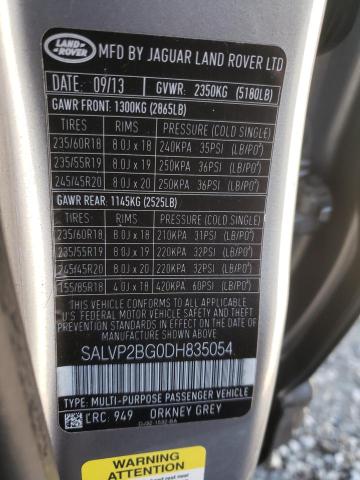 LAND ROVER
MFD BY JAGUAR LAND ROVER LTD
DATE: 09/13 GVWR: 2350KG (5180LB)
GAWR FRONT: 1300KG (2865LB)
TIRES RIMS PRESSURE (COLD SINGLE)
235/60R18 8.0J x 18 240KPA 35PSI (LB/PO²)
235/55R19 8.0J x 19 250KPA 36PSI (LB/PO²)
245/45R20 8.0J x 20 250KPA 36PSI (LB/PO²)
GAWR REAR: 1145KG (2525LB)
TIRES RIMS PRESSURE (COLD SINGLE)
235/60R18 8.0J x 18 210KPA 31PSI (LB/PO²)
235/55R19 8.0J x 19 220KPA 32PSI (LB/PO²)
245/45R20 8.0J x 20 220KPA 32PSI (LB/PO²)
155/85R18 4.0J x 18 420KPA 60PSI (LB/PO²)
THIS VEHICLE CONFORMS TO ALL APPLICABLE
U.S. FEDERAL MOTOR VEHICLE SAFETY, BUMPER, AND
THEFT PREVENTION STANDARDS IN EFFECT ON THE DATE OF
MANUFACTURE SHOWN ABOVE.
SALVP2BG0DH835054
TYPE: MULTI-PURPOSE PASSENGER VEHICLE
LRC: 949 ORKNEY GREY
WARNING
ATTENTION